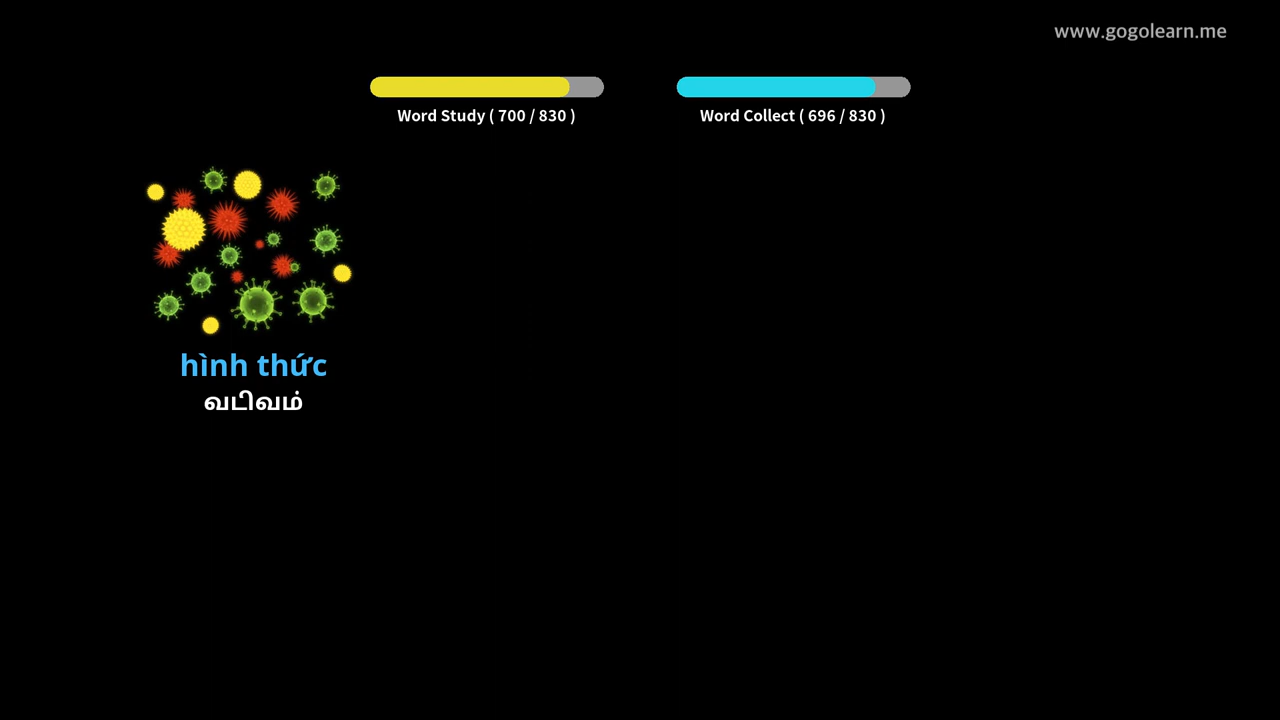 www.gogolearn.me
Word Study ( 700 / 830 )
Word Collect ( 696 / 830 )
hình thức
வடிவம்